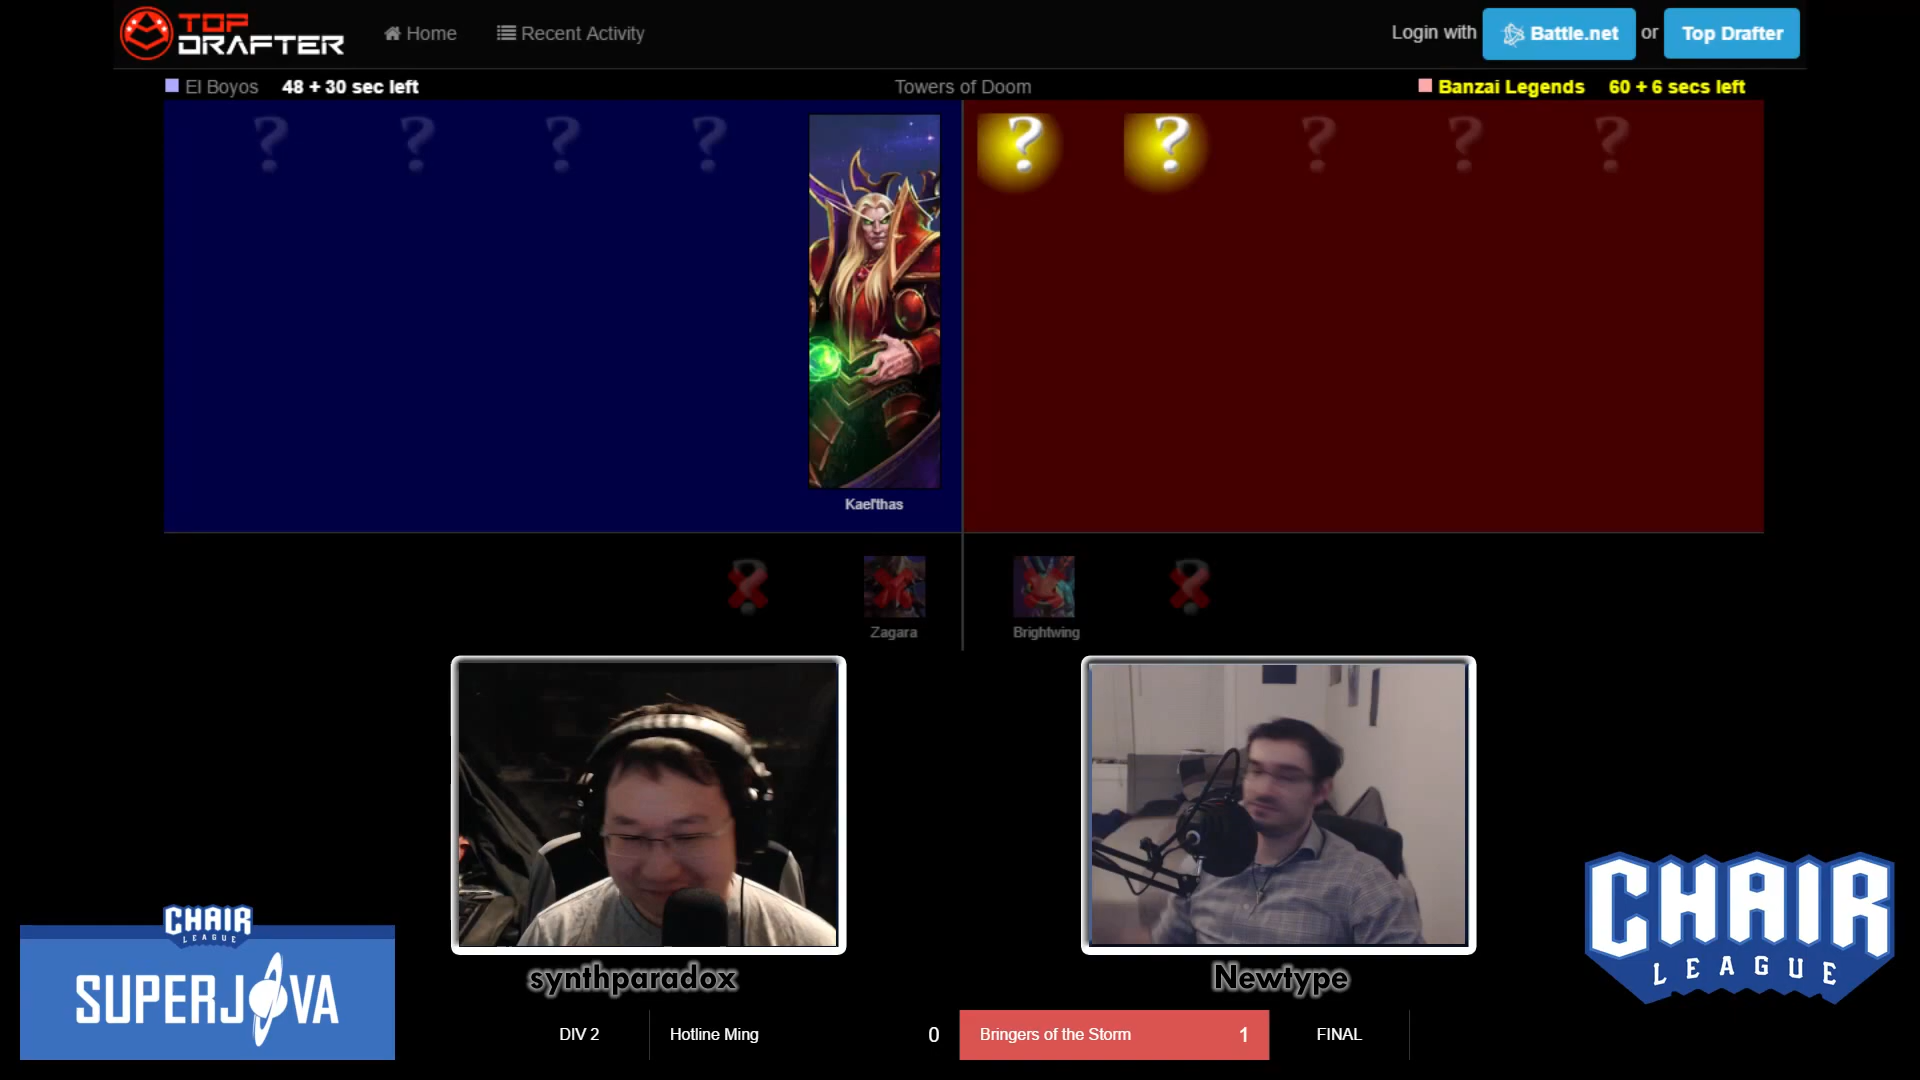 TOP DRAFTER
Home
Recent Activity
Login with
Battle.net
or
Top Drafter
El Boyos
48 + 30 sec left
Towers of Doom
Banzai Legends
60 + 6 secs left
Kael'thas
Zagara
Brightwing
synthparadox
Newtype
CHAIR
LEAGUE
SUPERJOVA
CHAIR
LEAGUE
DIV 2
Hotline Ming
0
Bringers of the Storm
1
FINAL